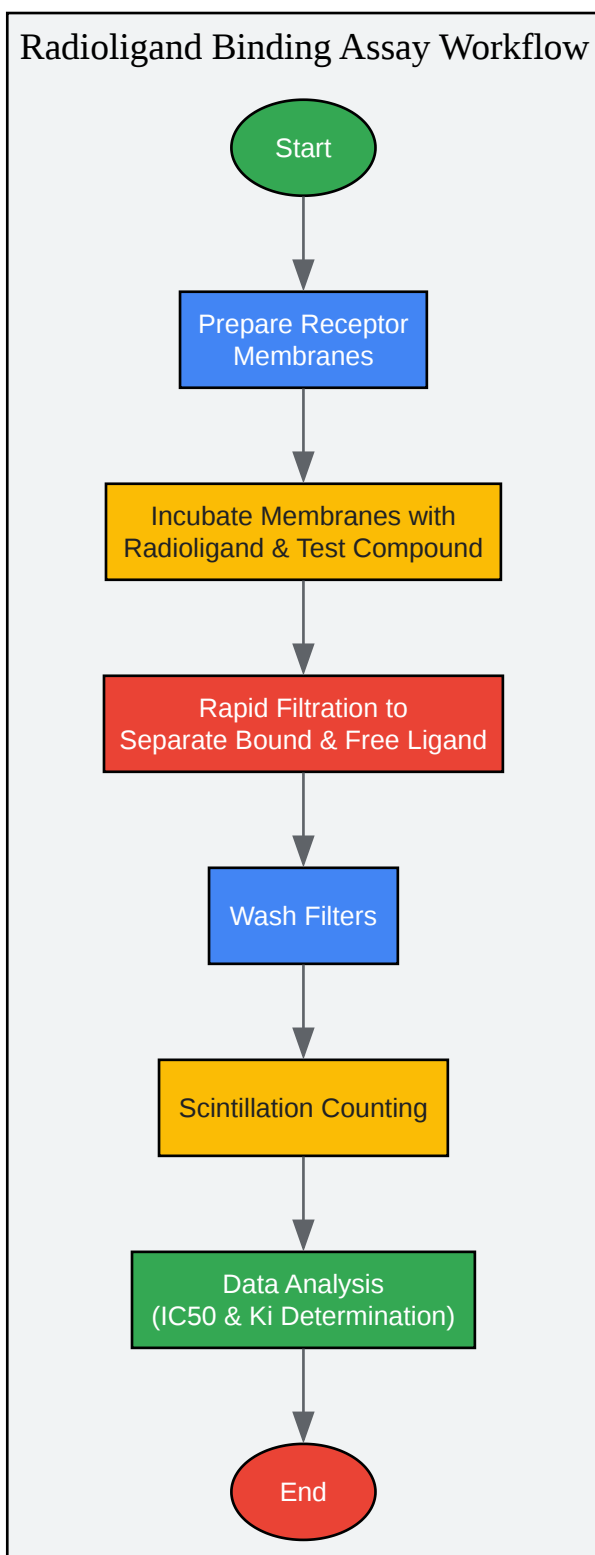 Radioligand Binding Assay Workflow
Start
Prepare Receptor
Membranes
Incubate Membranes with
Radioligand & Test Compound
Rapid Filtration to
Separate Bound & Free Ligand
Wash Filters
Scintillation Counting
Data Analysis
(IC50 & Ki Determination)
End